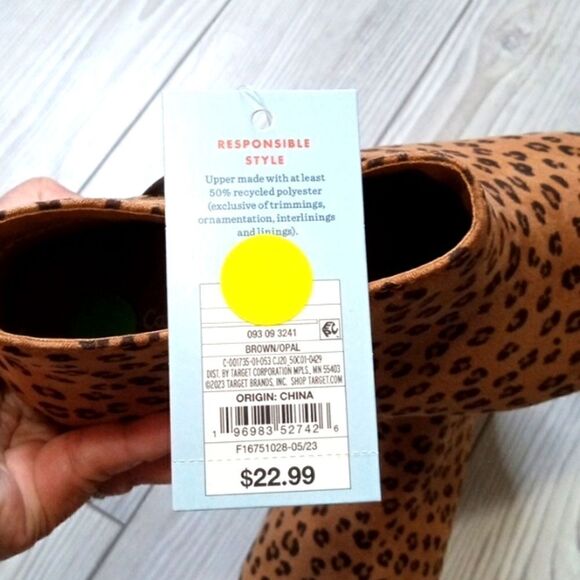 RESPONSIBLE
STYLE
Upper made with at least
50% recycled polyester
(exclusive of trimmings,
ornamentation, interlinings
and linings).
093 09 3241
BROWN/OPAL
C-001735-01-053 CJ20 50C01-0429
DIST. BY TARGET CORPORATION MPLS., MN 55403
©2023 TARGET BRANDS, INC. SHOP TARGET.COM
ORIGIN: CHINA
1 96983 52742 6
F16751028-05/23
$22.99